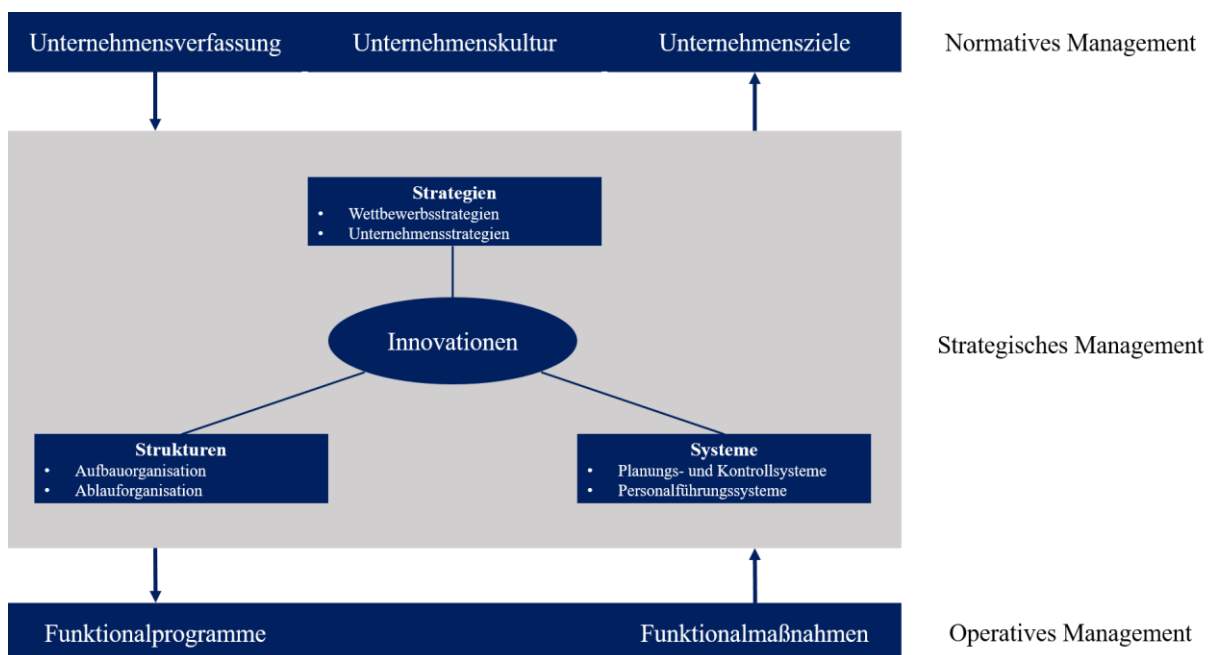 Unternehmensverfassung Unternehmenskultur Unternehmensziele Normatives Management
Strategien
• Wettbewerbsstrategien
• Unternehmensstrategien
Innovationen
Strategisches Management
Strukturen
• Aufbauorganisation
• Ablauforganisation
Systeme
• Planungs- und Kontrollsysteme
• Personalführungssysteme
Funktionalprogramme Funktionalmaßnahmen Operatives Management